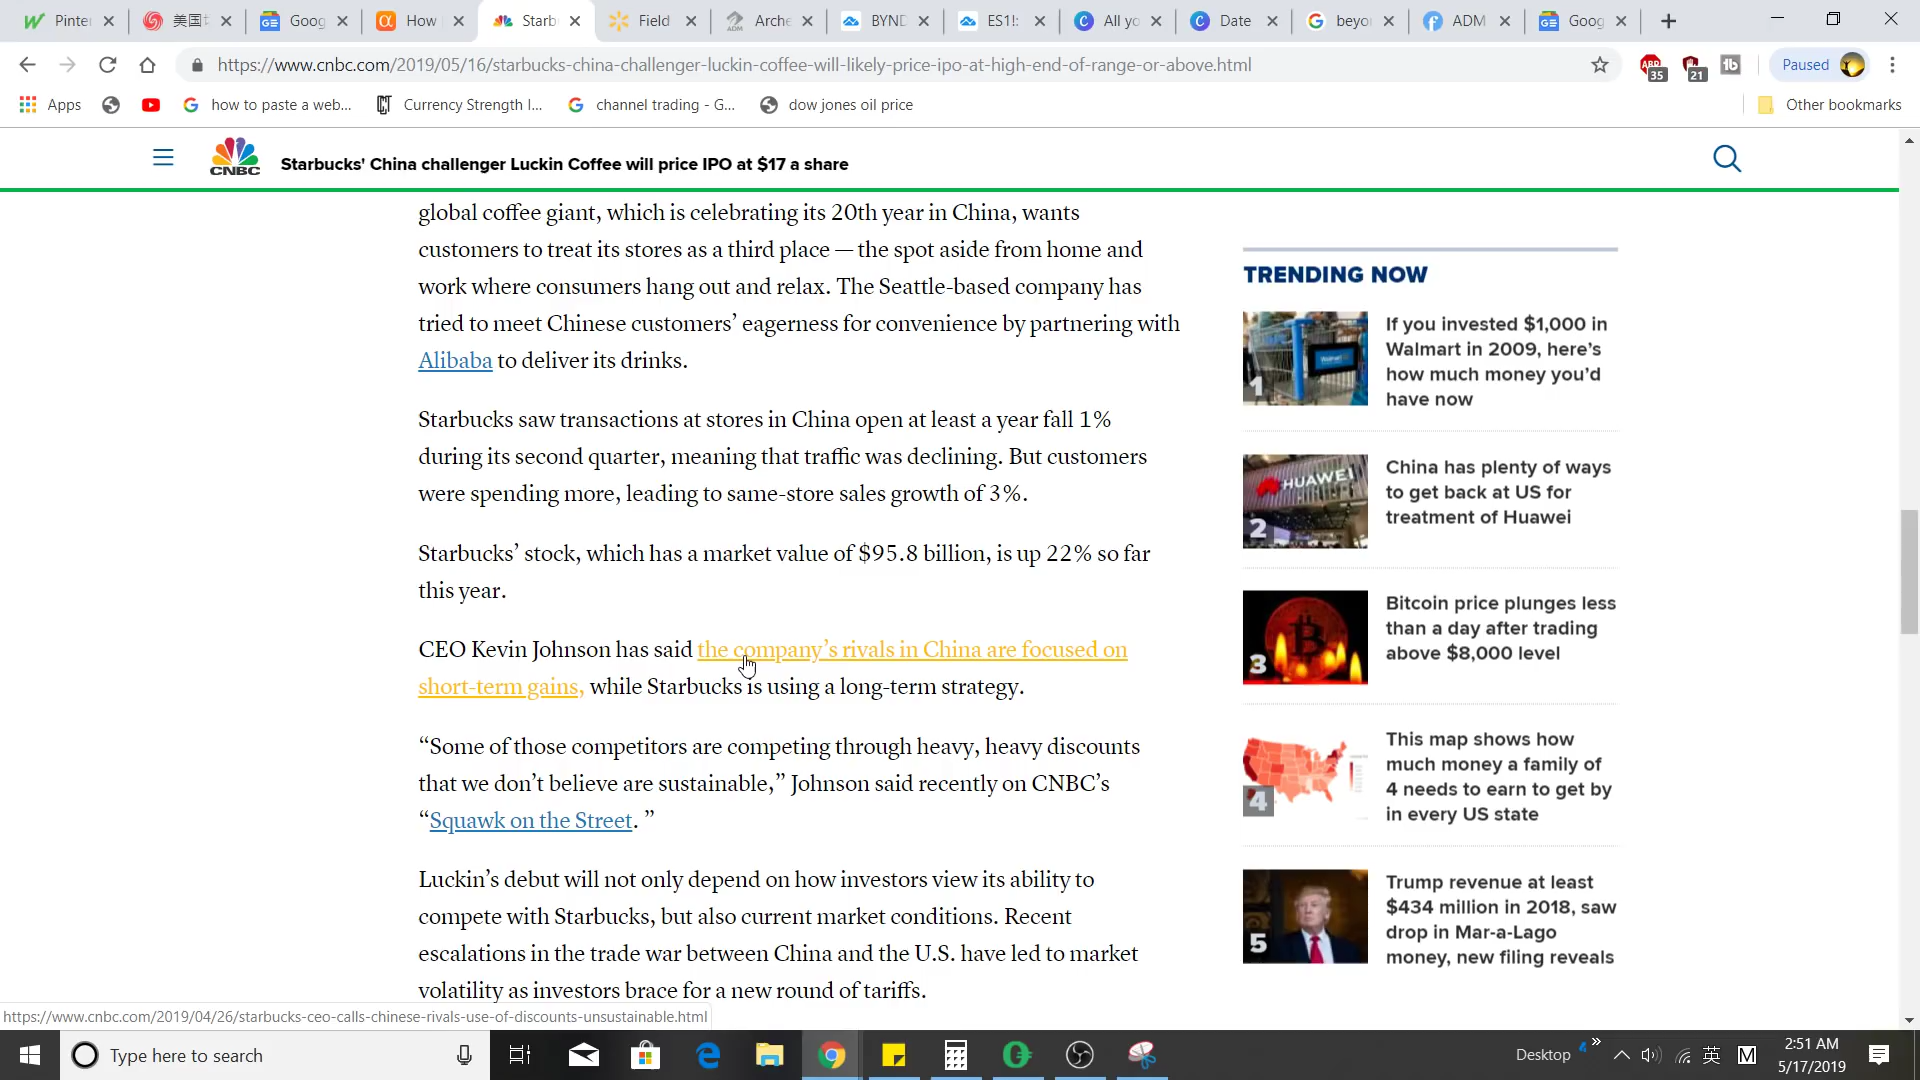 Pinter
美国
Goog
How
Starb
Field
Arche
BYND
ES1!:
All yo
Date
beyo
ADM
Goog
https://www.cnbc.com/2019/05/16/starbucks-china-challenger-luckin-coffee-will-likely-price-ipo-at-high-end-of-range-or-above.html
ABP
35
21
tb
Paused
Apps
how to paste a web...
Currency Strength I...
channel trading - G...
dow jones oil price
Other bookmarks
CNBC
Starbucks' China challenger Luckin Coffee will price IPO at $17 a share
global coffee giant, which is celebrating its 20th year in China, wants
customers to treat its stores as a third place — the spot aside from home and
work where consumers hang out and relax. The Seattle-based company has
tried to meet Chinese customers’ eagerness for convenience by partnering with
Alibaba to deliver its drinks.
Starbucks saw transactions at stores in China open at least a year fall 1%
during its second quarter, meaning that traffic was declining. But customers
were spending more, leading to same-store sales growth of 3%.
Starbucks’ stock, which has a market value of $95.8 billion, is up 22% so far
this year.
CEO Kevin Johnson has said the company’s rivals in China are focused on
short-term gains, while Starbucks is using a long-term strategy.
“Some of those competitors are competing through heavy, heavy discounts
that we don’t believe are sustainable,” Johnson said recently on CNBC’s
“Squawk on the Street. ”
Luckin’s debut will not only depend on how investors view its ability to
compete with Starbucks, but also current market conditions. Recent
escalations in the trade war between China and the U.S. have led to market
volatility as investors brace for a new round of tariffs.
TRENDING NOW
1
If you invested $1,000 in
Walmart in 2009, here’s
how much money you’d
have now
HUAWEI
2
China has plenty of ways
to get back at US for
treatment of Huawei
3
Bitcoin price plunges less
than a day after trading
above $8,000 level
4
This map shows how
much money a family of
4 needs to earn to get by
in every US state
5
Trump revenue at least
$434 million in 2018, saw
drop in Mar-a-Lago
money, new filing reveals
https://www.cnbc.com/2019/04/26/starbucks-ceo-calls-chinese-rivals-use-of-discounts-unsustainable.html
Type here to search
Desktop
英
M
2:51 AM
5/17/2019